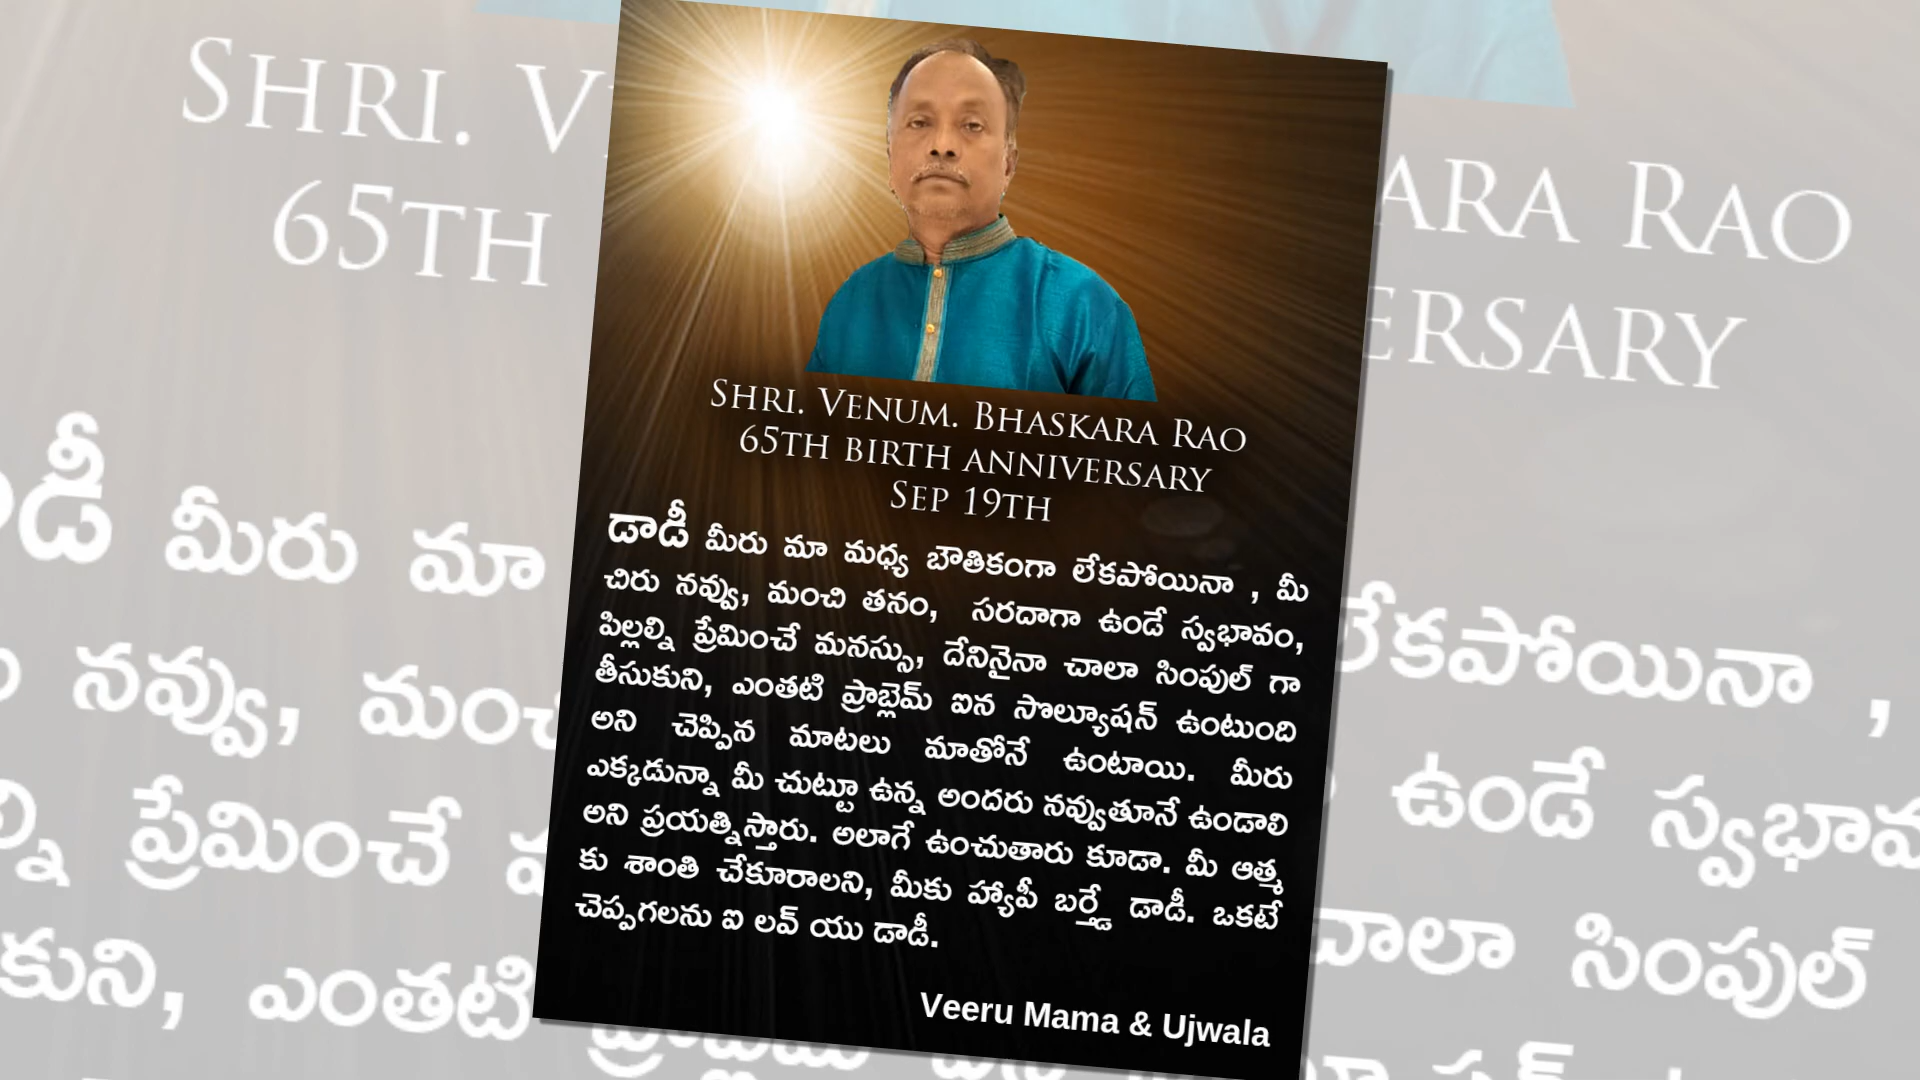 Shri. Venum. Bhaskara Rao
65th birth anniversary
Sep 19th
డాడీ మీరు మా మధ్య బౌతికంగా లేకపోయినా , మీ
చిరు నవ్వు, మంచి తనం, సరదాగా ఉండే స్వభావం,
పిల్లల్ని ప్రేమించే మనస్సు, దేనినైనా చాలా సింపుల్ గా
తీసుకుని, ఎంతటి ప్రాబ్లెమ్ ఐన సొల్యూషన్ ఉంటుంది
అని చెప్పిన మాటలు మాతోనే ఉంటాయి. మీరు
ఎక్కడున్నా మీ చుట్టూ ఉన్న అందరు నవ్వుతూనే ఉండాలి
అని ప్రయత్నిస్తారు. అలాగే ఉంచుతారు కూడా. మీ ఆత్మ
కు శాంతి చేకూరాలని, మీకు హ్యాపీ బర్త్డే డాడీ. ఒకటే
చెప్పగలను ఐ లవ్ యు డాడీ.
Veeru Mama & Ujwala